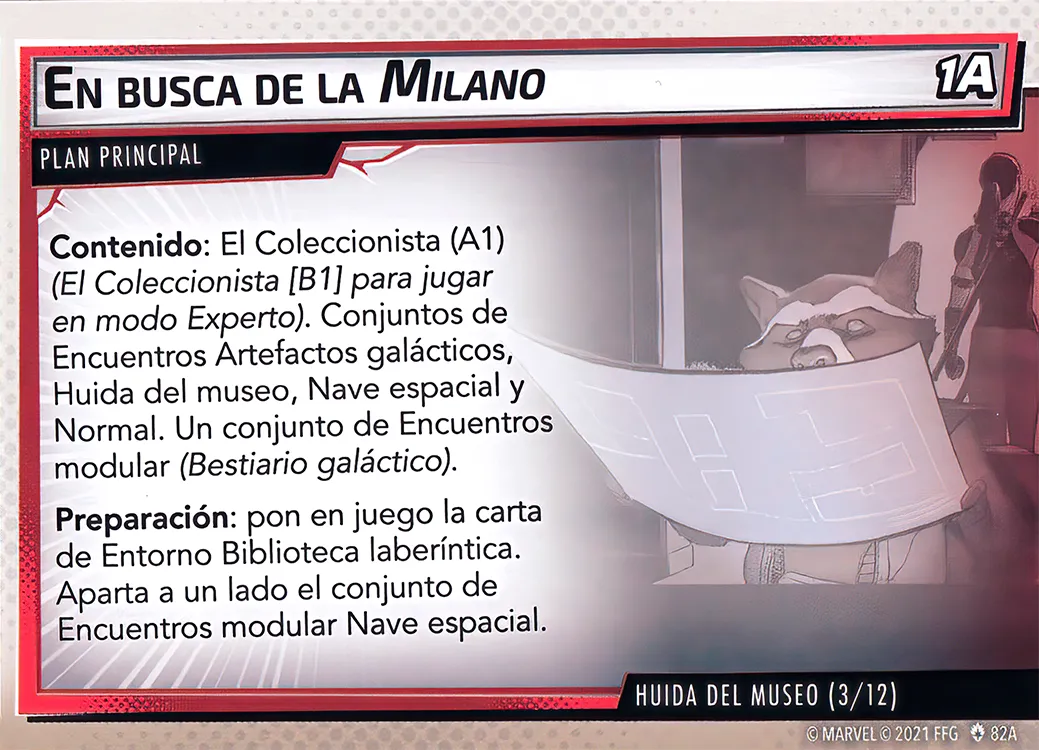 En busca de la Milano
1A
Plan principal
Contenido: El Coleccionista (A1)
(El Coleccionista [B1] para jugar
en modo Experto). Conjuntos de
Encuentros Artefactos galácticos,
Huida del museo, Nave espacial y
Normal. Un conjunto de Encuentros
modular (Bestiario galáctico).
Preparación: pon en juego la carta
de Entorno Biblioteca laberíntica.
Aparta a un lado el conjunto de
Encuentros modular Nave espacial.
Huida del museo (3/12)
© MARVEL © 2021 FFG 82A